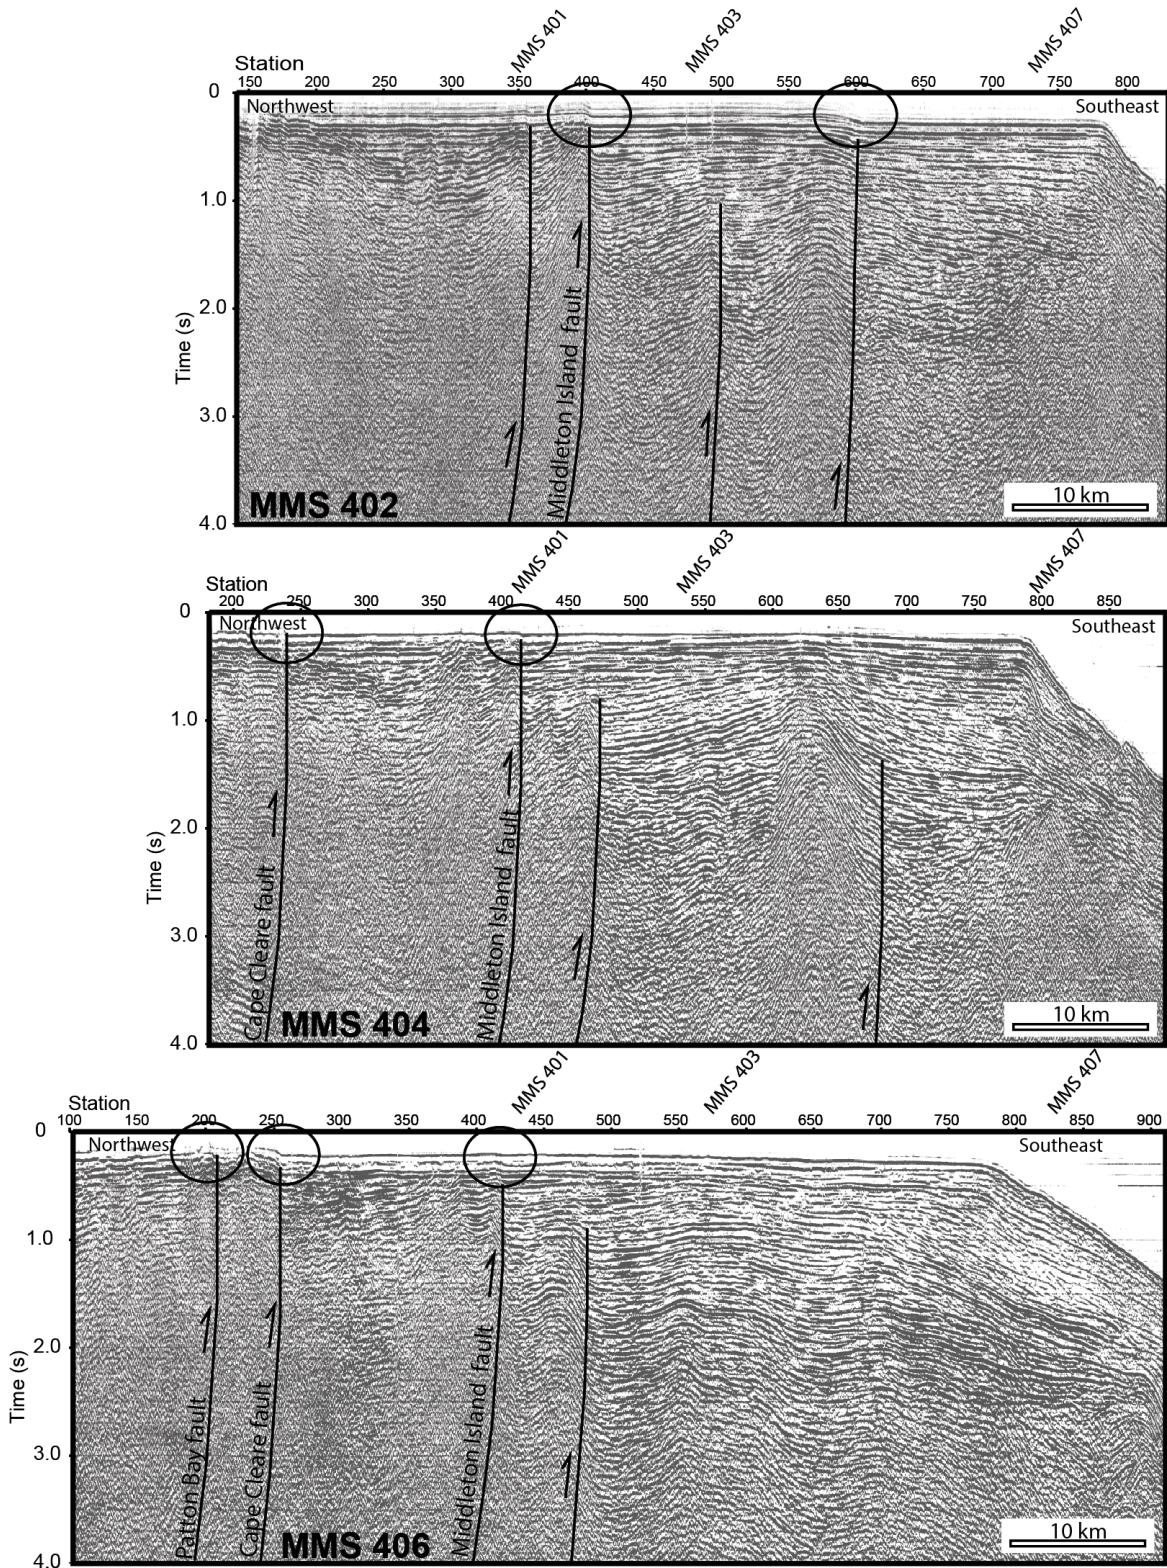 MMS 401 MMS 403 MMS 407
Station
150 200 250 300 350 400 450 500 550 600 650 700 750 800
0
Northwest Southeast
1.0
2.0
3.0
4.0
Time (s)
Middleton Island fault
MMS 402
10 km
MMS 401 MMS 403 MMS 407
Station
200 250 300 350 400 450 500 550 600 650 700 750 800 850
0
Northwest Southeast
1.0
2.0
3.0
4.0
Time (s)
Cape Cleare fault
Middleton Island fault
MMS 404
10 km
MMS 401 MMS 403 MMS 407
Station
100 150 200 250 300 350 400 450 500 550 600 650 700 750 800 850 900
0
Northwest Southeast
1.0
2.0
3.0
4.0
Time (s)
Patton Bay fault
Cape Cleare fault
Middleton Island fault
MMS 406
10 km